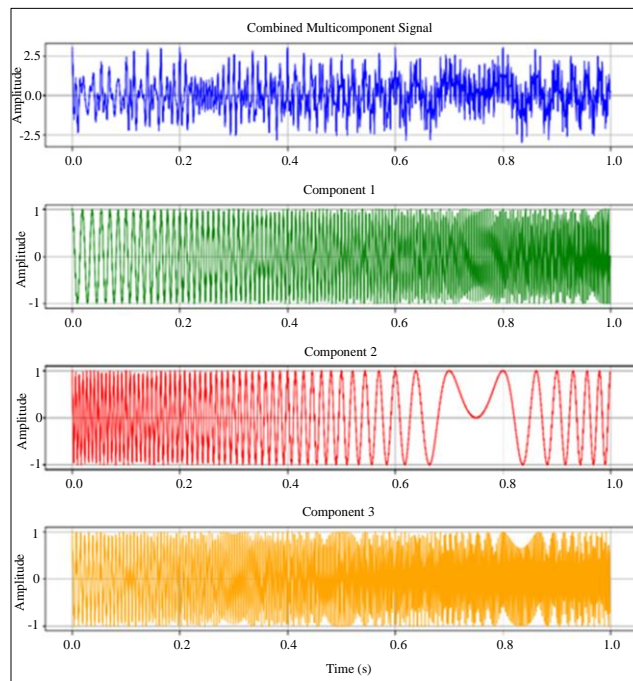 Combined Multicomponent Signal
Amplitude
2.5
0.0
-2.5
0.0 0.2 0.4 0.6 0.8 1.0
Component 1
Amplitude
1
0
-1
0.0 0.2 0.4 0.6 0.8 1.0
Component 2
Amplitude
1
0
-1
0.0 0.2 0.4 0.6 0.8 1.0
Component 3
Amplitude
1
0
-1
0.0 0.2 0.4 0.6 0.8 1.0
Time (s)